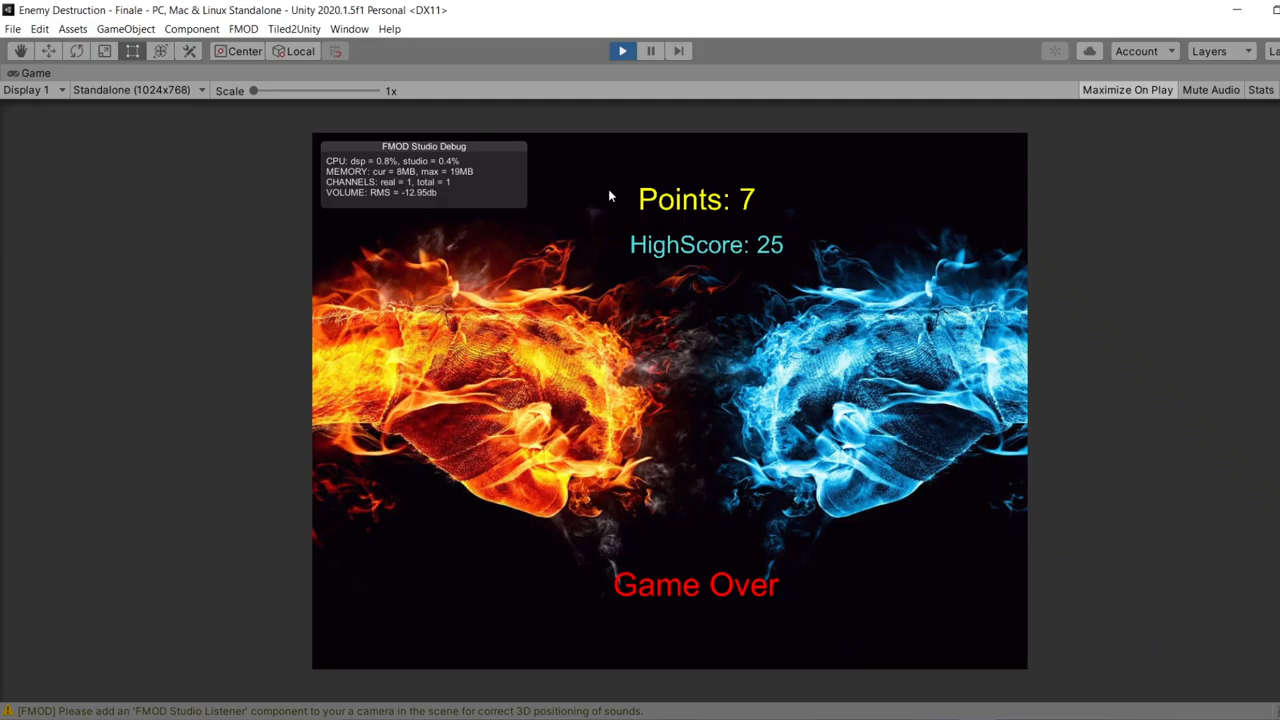 Enemy Destruction - Finale - PC, Mac & Linux Standalone - Unity 2020.1.5f1 Personal <DX11>
File Edit Assets GameObject Component FMOD Tiled2Unity Window Help
Center Local Account Layers La
Game
Display 1 Standalone (1024x768) Scale 1x Maximize On Play Mute Audio Stats
FMOD Studio Debug
CPU: dsp = 0.8%, studio = 0.4%
MEMORY: cur = 8MB, max = 19MB
CHANNELS: real = 1, total = 1
VOLUME: RMS = -12.95db
Points: 7
HighScore: 25
Game Over
[FMOD] Please add an 'FMOD Studio Listener' component to your a camera in the scene for correct 3D positioning of sounds.